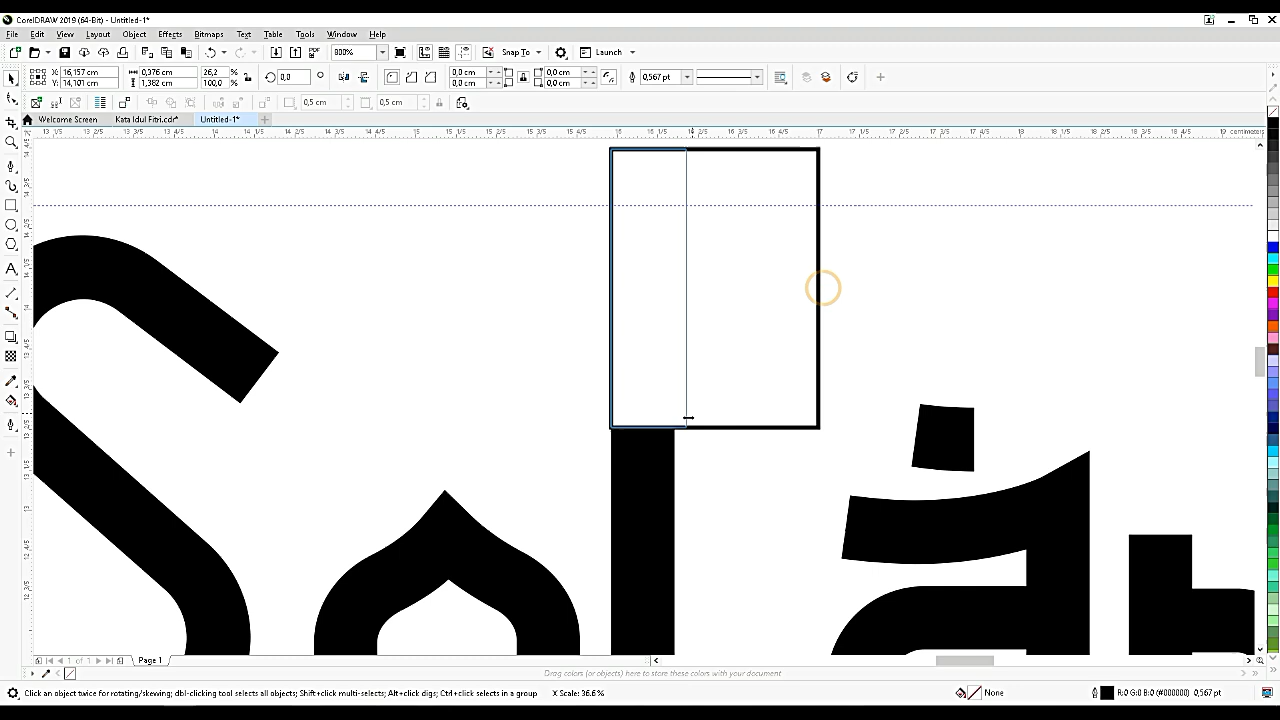 CorelDRAW 2019 (64-Bit) - Untitled-1*
File Edit View Layout Object Effects Bitmaps Text Table Tools Window Help
800% PDF Snap To Launch
X: 16,157 cm 0,376 cm 26,2 % 0,0 ° 0,0 cm 0,0 cm 0,567 pt
Y: 14,101 cm 1,382 cm 100,0 % 0,0 cm 0,0 cm
0,5 cm 0,5 cm
Welcome Screen Kata Idul Fitri.cdr* Untitled-1*
centimeters
Sol
1 of 1 Page 1
Drag colors (or objects) here to store these colors with your document
Click an object twice for rotating/skewing; dbl-clicking tool selects all objects; Shift+click multi-selects; Alt+click digs; Ctrl+click selects in a group X Scale: 36.6% None R:0 G:0 B:0 (#000000) 0,567 pt